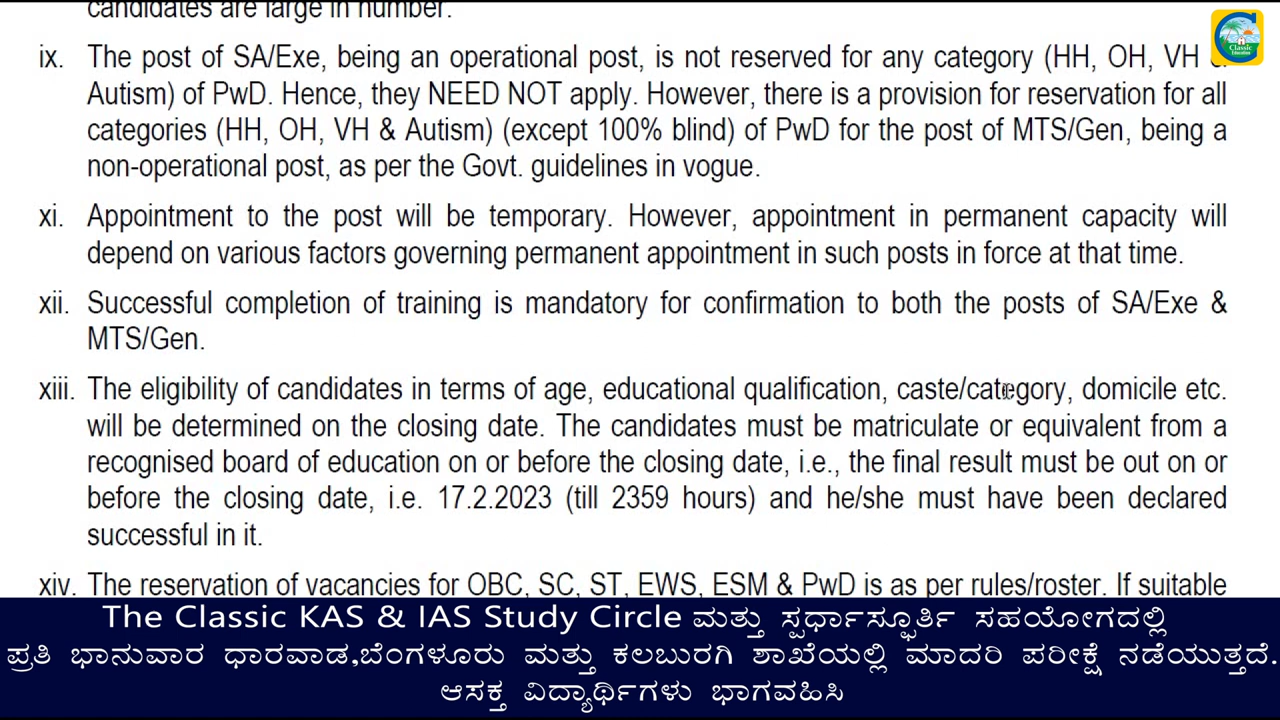 candidates are large in number.
ix. The post of SA/Exe, being an operational post, is not reserved for any category (HH, OH, VH &
Autism) of PwD. Hence, they NEED NOT apply. However, there is a provision for reservation for all
categories (HH, OH, VH & Autism) (except 100% blind) of PwD for the post of MTS/Gen, being a
non-operational post, as per the Govt. guidelines in vogue.
xi. Appointment to the post will be temporary. However, appointment in permanent capacity will
depend on various factors governing permanent appointment in such posts in force at that time.
xii. Successful completion of training is mandatory for confirmation to both the posts of SA/Exe &
MTS/Gen.
xiii. The eligibility of candidates in terms of age, educational qualification, caste/category, domicile etc.
will be determined on the closing date. The candidates must be matriculate or equivalent from a
recognised board of education on or before the closing date, i.e., the final result must be out on or
before the closing date, i.e. 17.2.2023 (till 2359 hours) and he/she must have been declared
successful in it.
xiv. The reservation of vacancies for OBC, SC, ST, EWS, ESM & PwD is as per rules/roster. If suitable
The Classic KAS & IAS Study Circle ಮತ್ತು ಸ್ಪರ್ಧಾಸ್ಫೂರ್ತಿ ಸಹಯೋಗದಲ್ಲಿ
ಪ್ರತಿ ಭಾನುವಾರ ಧಾರವಾಡ,ಬೆಂಗಳೂರು ಮತ್ತು ಕಲಬುರಗಿ ಶಾಖೆಯಲ್ಲಿ ಮಾದರಿ ಪರೀಕ್ಷೆ ನಡೆಯುತ್ತದೆ.
ಆಸಕ್ತ ವಿದ್ಯಾರ್ಥಿಗಳು ಭಾಗವಹಿಸಿ
Classic
Education